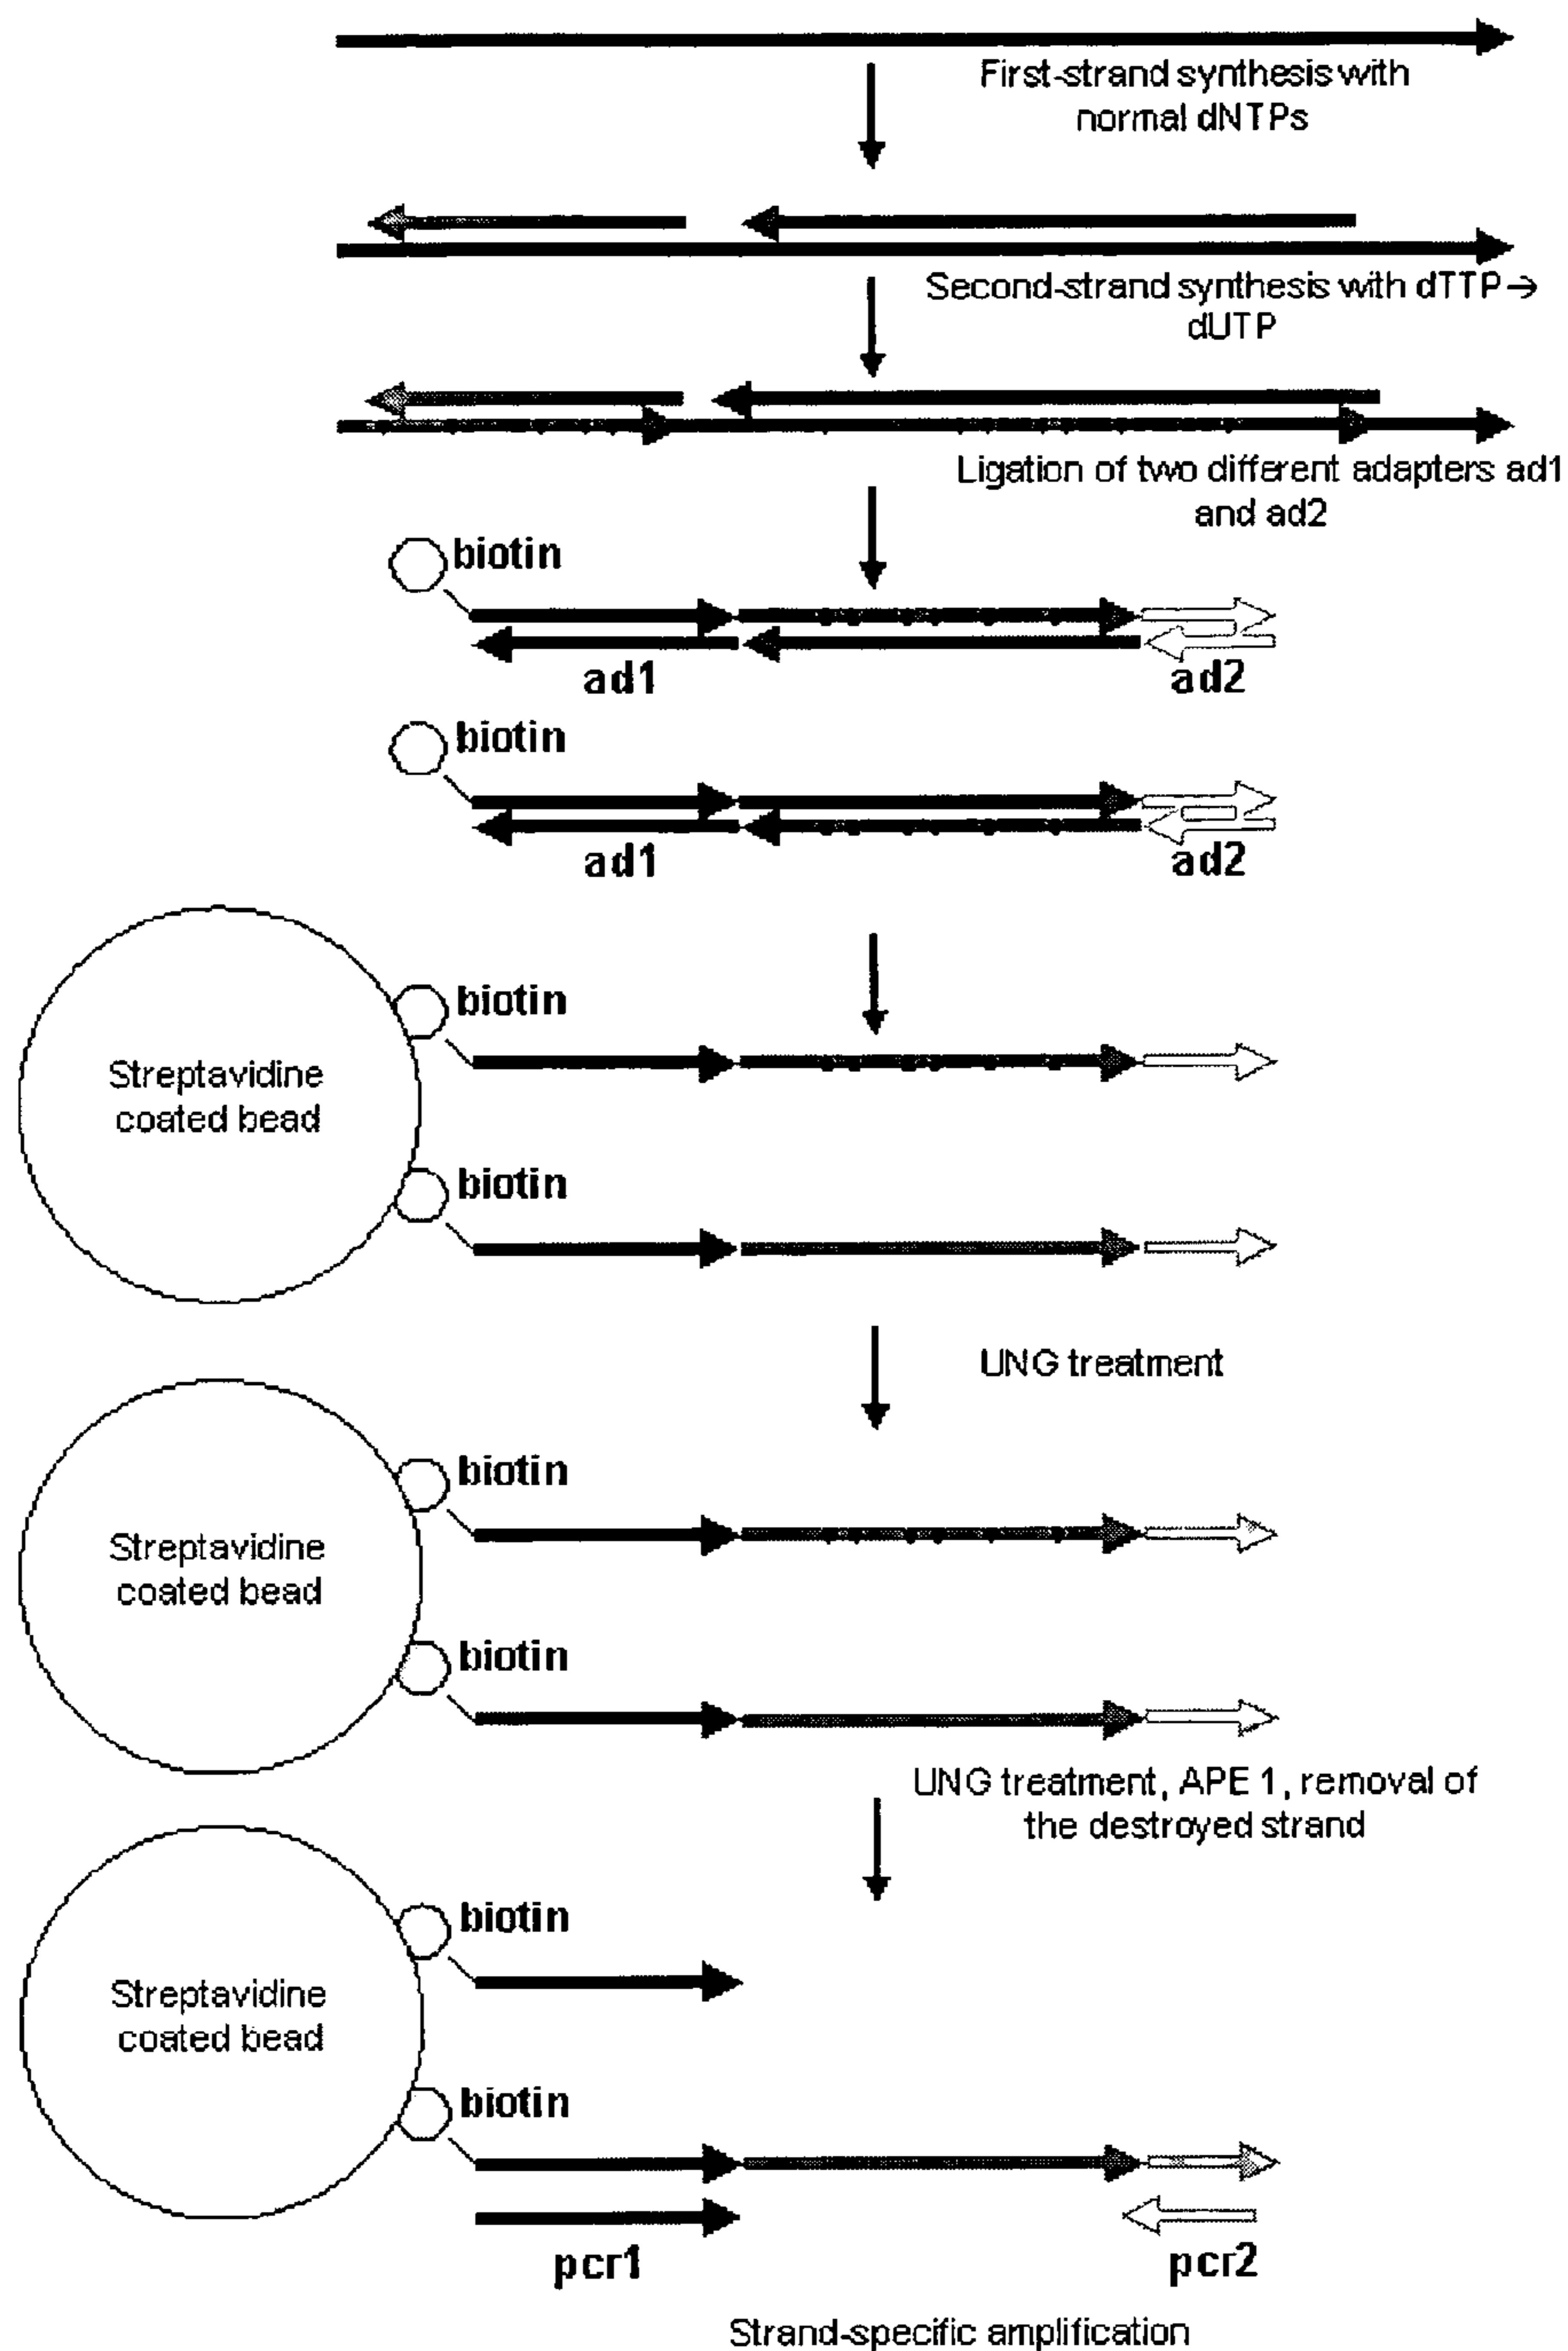 First-strand synthesis with
normal dNTPs
Second-strand synthesis with dTTP→
dUTP
Ligation of two different adapters ad1
and ad2
biotin
ad1
ad2
biotin
ad1
ad2
biotin
Streptavidine
coated bead
biotin
UNG treatment
biotin
Streptavidine
coated bead
biotin
UNG treatment, APE 1, removal of
the destroyed strand
biotin
Streptavidine
coated bead
biotin
pcr1
pcr2
Strand-specific amplification